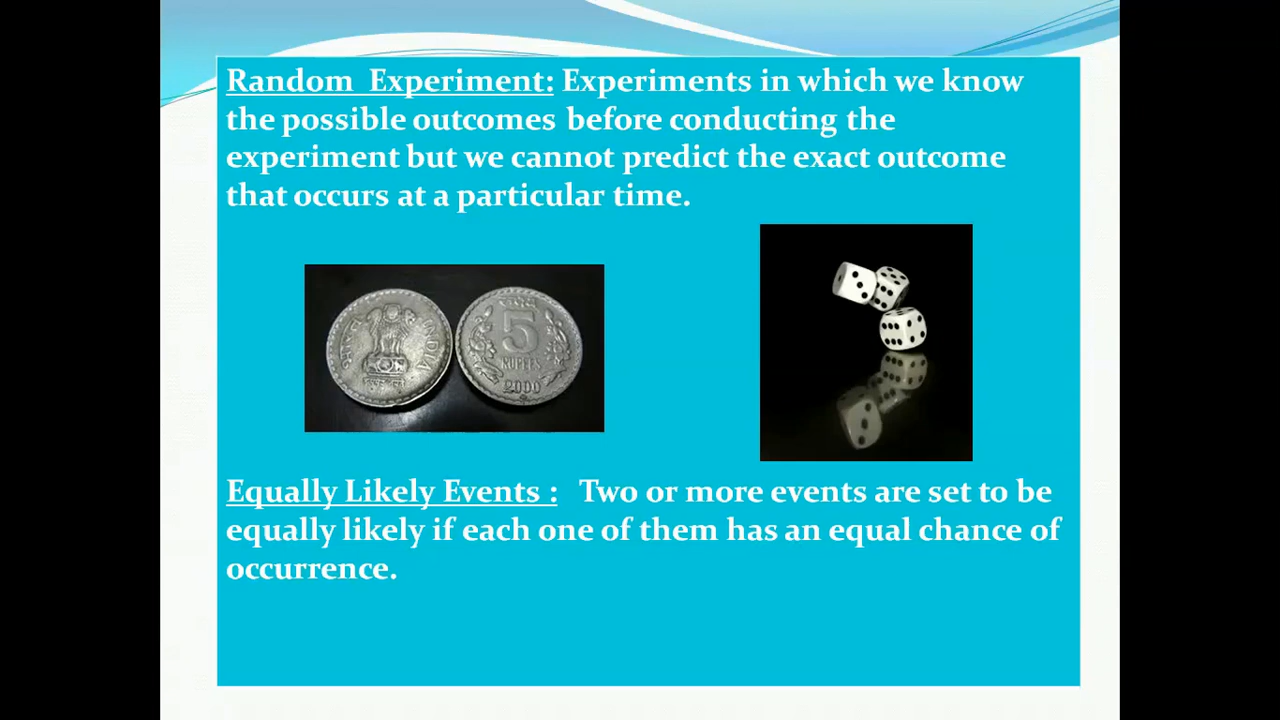 Random Experiment: Experiments in which we know
the possible outcomes before conducting the
experiment but we cannot predict the exact outcome
that occurs at a particular time.
INDIA
5
RUPEES
2000
Equally Likely Events : Two or more events are set to be
equally likely if each one of them has an equal chance of
occurrence.